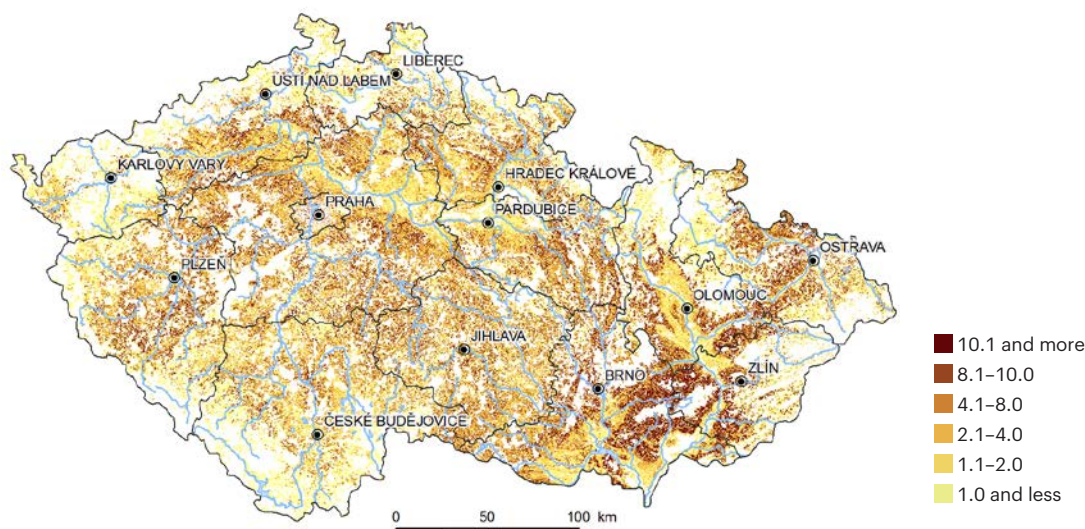 LIBEREC
ÚSTÍ NAD LABEM
KARLOVY VARY
HRADEC KRÁLOVÉ
PRAHA
PARDUBICE
OSTRAVA
PLZEŇ
OLOMOUC
JIHLAVA
BRNO
ZLÍN
ČESKÉ BUDĚJOVICE
10.1 and more
8.1–10.0
4.1–8.0
2.1–4.0
1.1–2.0
1.0 and less
0 50 100 km